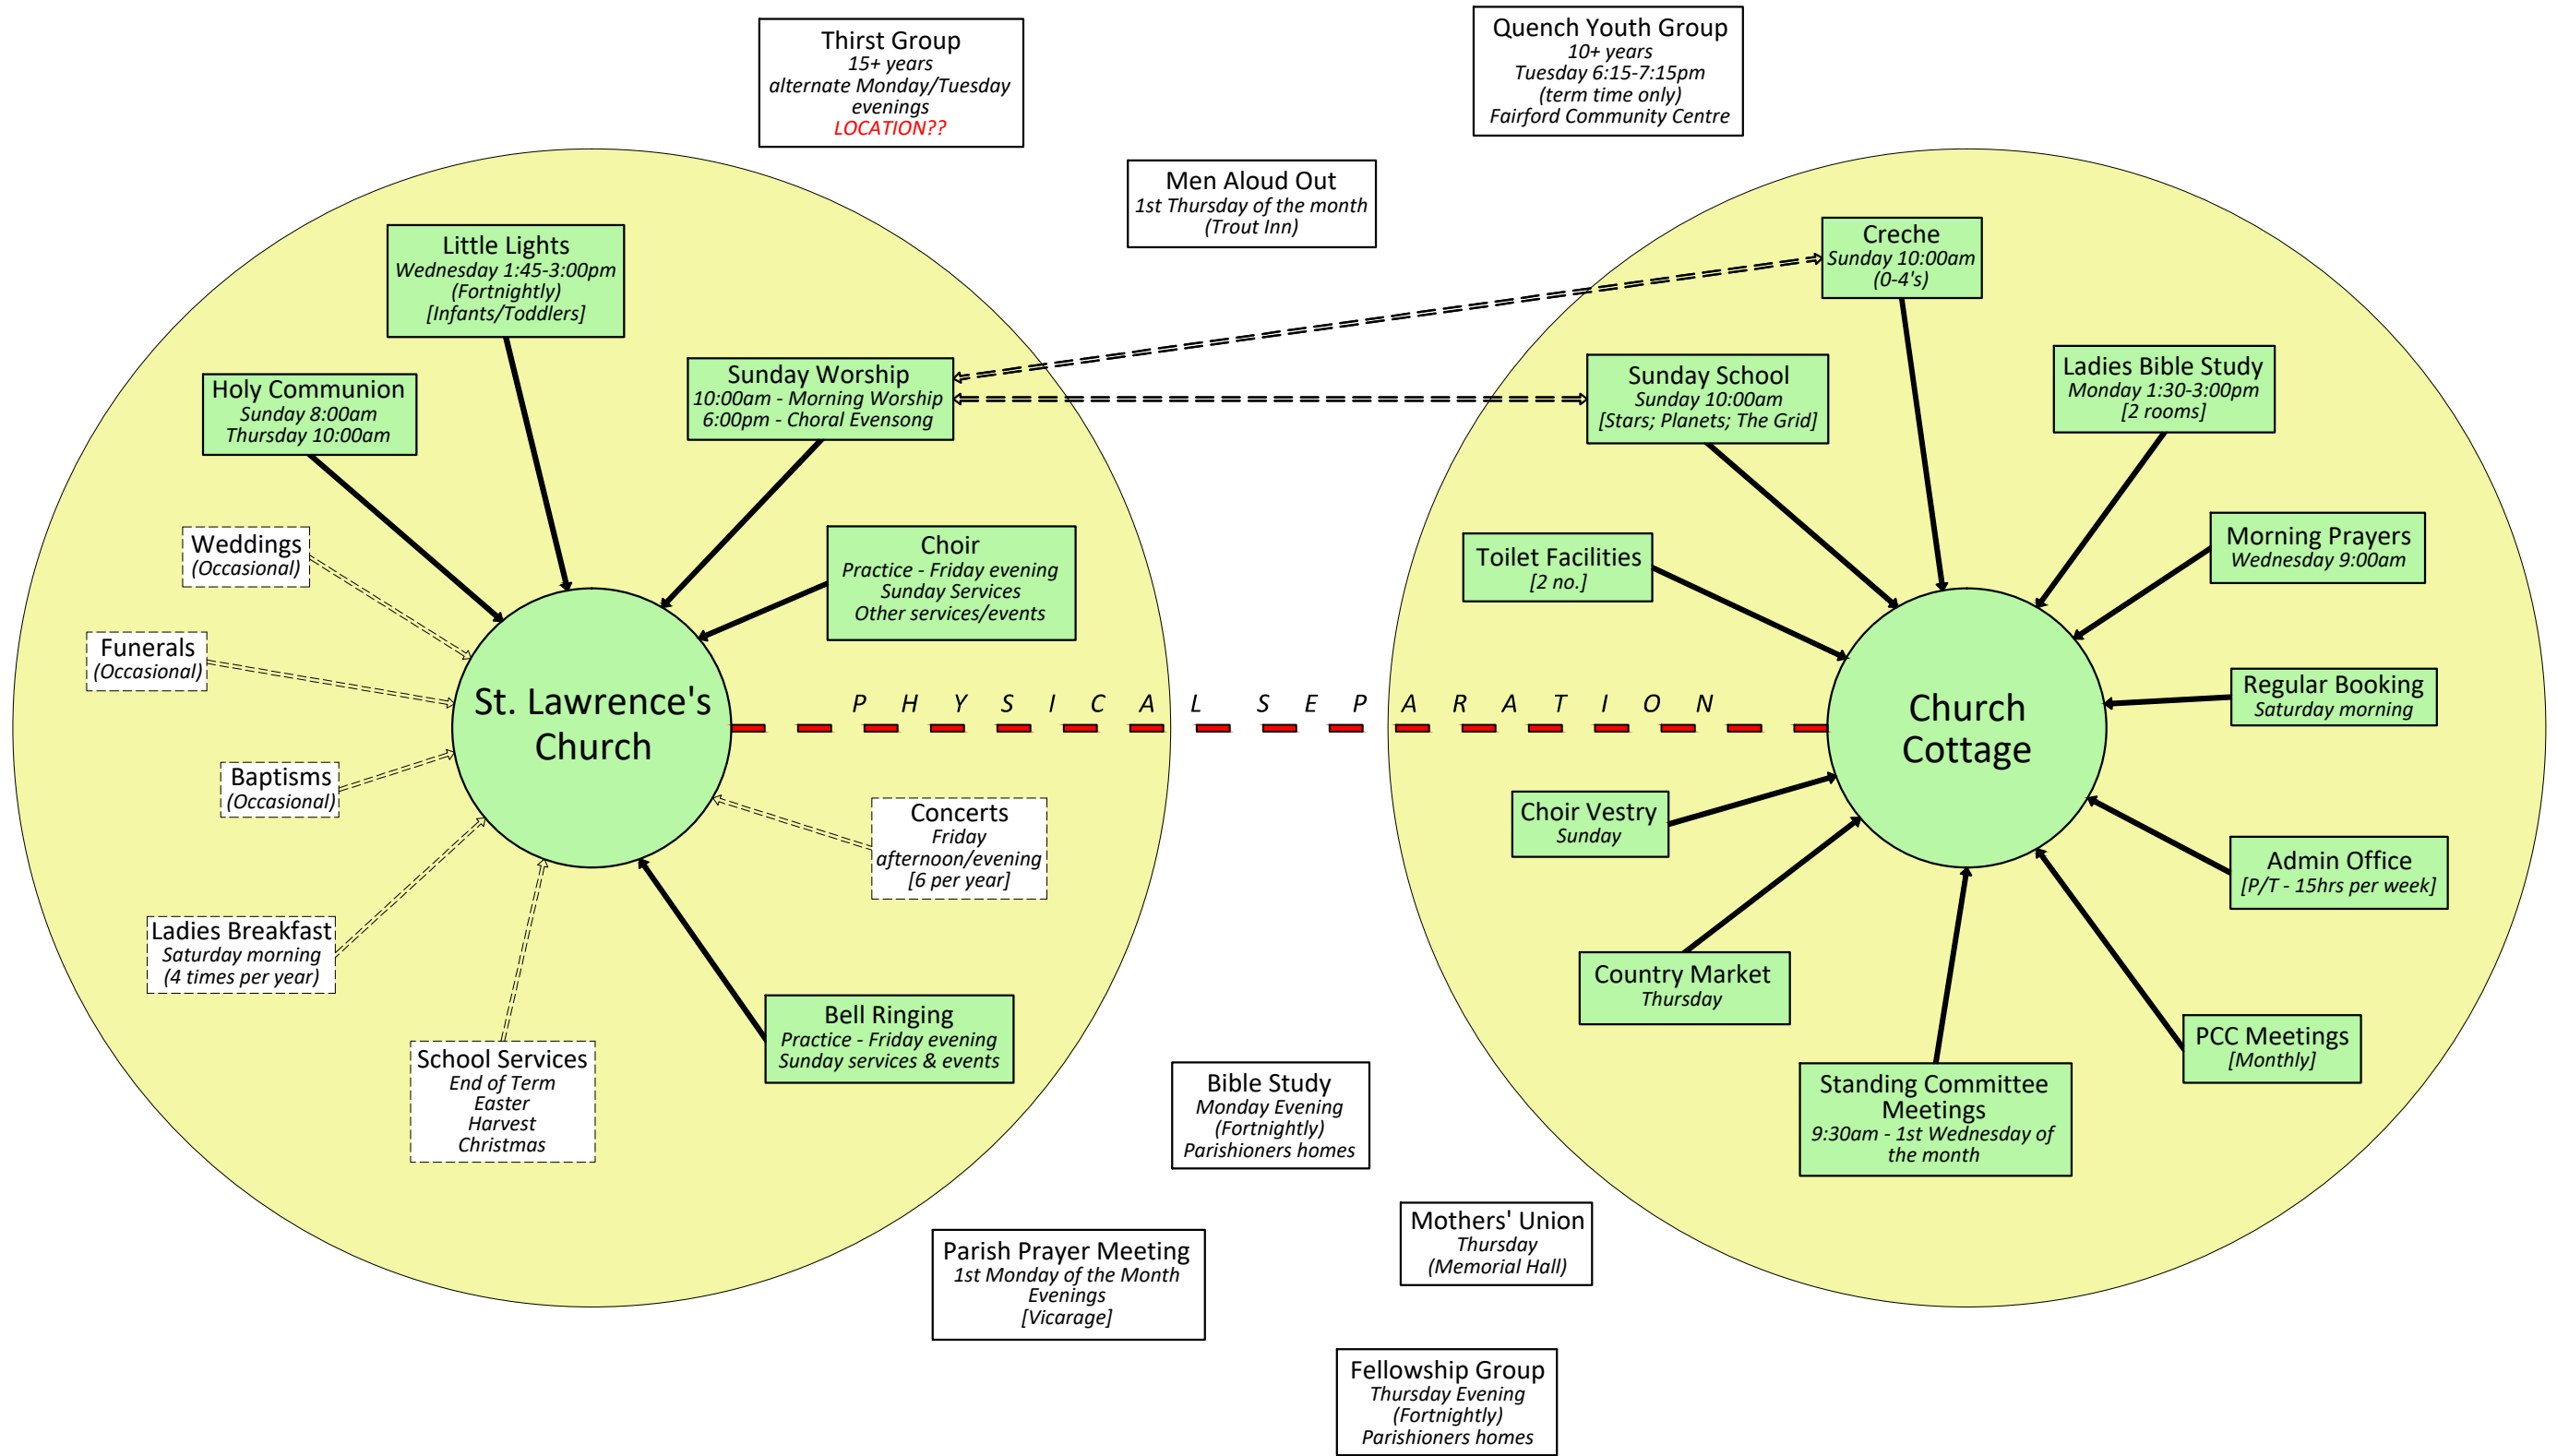 Thirst Group
15+ years
alternate Monday/Tuesday
evenings
LOCATION??
Quench Youth Group
10+ years
Tuesday 6:15-7:15pm
(term time only)
Fairford Community Centre
Men Aloud Out
1st Thursday of the month
(Trout Inn)
Little Lights
Wednesday 1:45-3:00pm
(Fortnightly)
[Infants/Toddlers]
Holy Communion
Sunday 8:00am
Thursday 10:00am
Sunday Worship
10:00am - Morning Worship
6:00pm - Choral Evensong
Weddings
(Occasional)
Choir
Practice - Friday evening
Sunday Services
Other services/events
Funerals
(Occasional)
St. Lawrence's
Church
Baptisms
(Occasional)
Concerts
Friday
afternoon/evening
[6 per year]
Ladies Breakfast
Saturday morning
(4 times per year)
School Services
End of Term
Easter
Harvest
Christmas
Bell Ringing
Practice - Friday evening
Sunday services & events
PHYSICAL SEPARATION
Creche
Sunday 10:00am
(0-4's)
Sunday School
Sunday 10:00am
[Stars; Planets; The Grid]
Ladies Bible Study
Monday 1:30-3:00pm
[2 rooms]
Toilet Facilities
[2 no.]
Morning Prayers
Wednesday 9:00am
Church
Cottage
Regular Booking
Saturday morning
Choir Vestry
Sunday
Admin Office
[P/T - 15hrs per week]
Country Market
Thursday
PCC Meetings
[Monthly]
Standing Committee
Meetings
9:30am - 1st Wednesday of
the month
Bible Study
Monday Evening
(Fortnightly)
Parishioners homes
Mothers' Union
Thursday
(Memorial Hall)
Parish Prayer Meeting
1st Monday of the Month
Evenings
[Vicarage]
Fellowship Group
Thursday Evening
(Fortnightly)
Parishioners homes